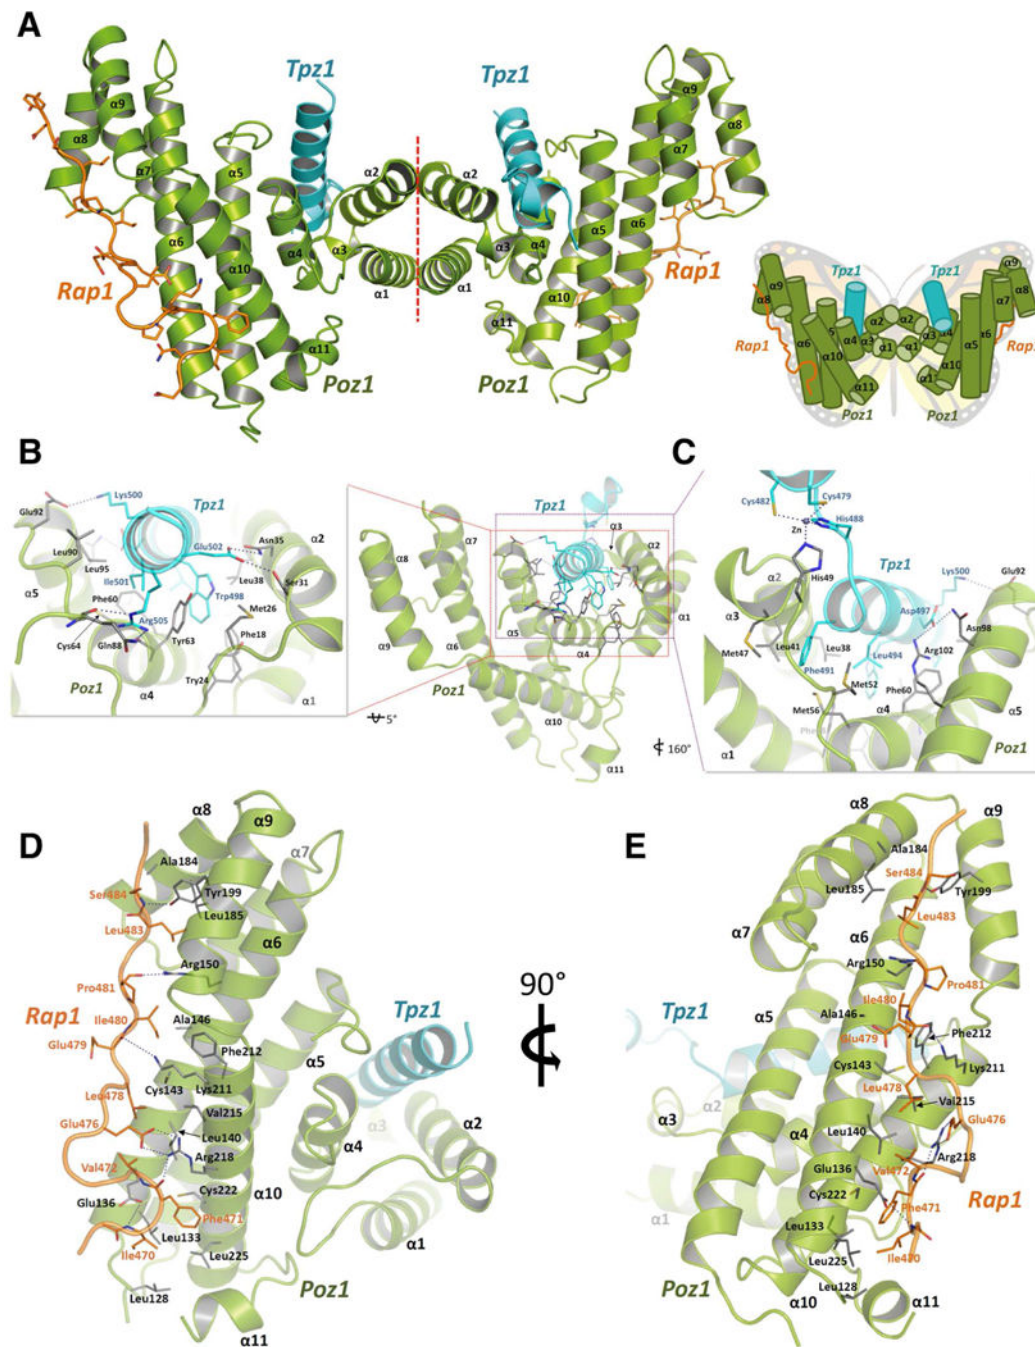 A
Tpz1
Tpz1
α9
α8
α7
α5
α6
α10
α4
α3
α2
α2
α1
α1
α11
Rap1
Poz1
α9
α8
α7
α6
α5
α3
α4
α10
α11
Rap1
Poz1
Tpz1
Tpz1
α9
α8
α6
α10
α4
α3
α2
α2
α1
α1
α3
α11
α5
α10
α6
α7
α8
α9
Rap1
Poz1
Poz1
B
Lys500
Tpz1
Glu92
Glu502
Asn35
α2
Leu90
Leu95
Leu38
Ser31
α5
Ile501
Phe60
Trp498
Met26
Arg505
Tyr63
Phe18
Cys64
Gln88
Try24
Poz1
α4
α1
5°
Tpz1
α3
α2
α8
α7
α5
α1
α4
α9
α6
Poz1
α10
α11
160°
C
Cys482
Cys479
His488
Zn
His49
α2
Tpz1
Lys500
Glu92
Asp497
Asn98
α3
Leu41
Leu38
Leu494
Arg102
Met47
Phe491
Met52
Phe60
α4
Met56
α5
α1
Poz1
D
α8
α9
α7
Ala184
Ser484
Tyr199
Leu185
Leu483
α6
Arg150
Pro481
Rap1
Ile480
Ala146
Glu479
Phe212
α5
Tpz1
Cys143
Lys211
Leu478
Val215
Glu476
Leu140
α4
α3
α2
Arg218
Val472
Cys222
α10
Glu136
Phe471
Leu133
α1
Ile470
Leu225
Leu128
Poz1
α11
90°
E
α8
α9
Ala184
Ser484
Leu185
Tyr199
Leu483
α7
α6
Arg150
Pro481
Ile480
Tpz1
α5
Ala146
Phe212
Glu479
Lys211
Cys143
Leu478
Val215
α3
α2
Glu476
α4
Leu140
Arg218
Val472
Glu136
Rap1
Cys222
Phe471
α1
Leu133
Leu225
Ile470
Leu128
Poz1
α10
α11